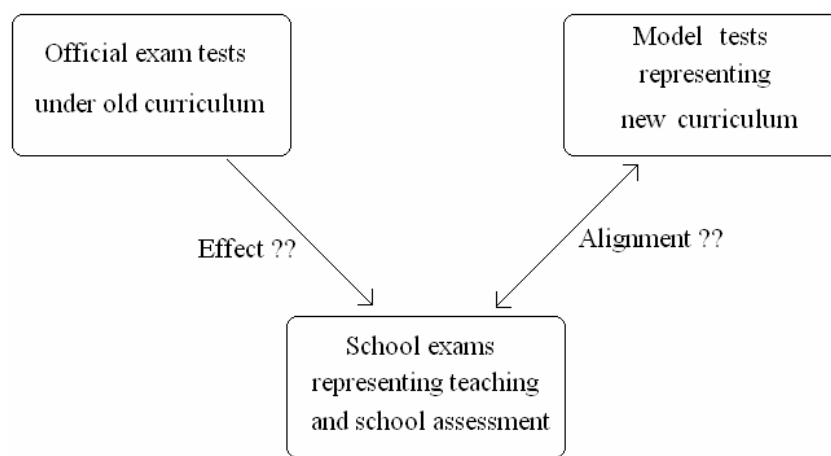 Official exam tests
under old curriculum
Model tests
representing
new curriculum
Effect ??
Alignment ??
School exams
representing teaching
and school assessment